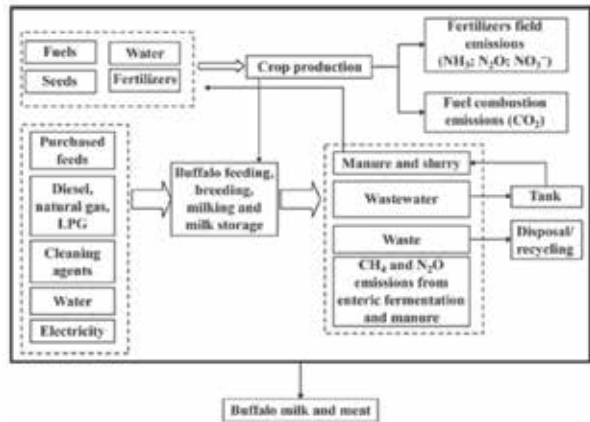 Fuels
Water
Seeds
Fertilizers
Crop production
Fertilizers field
emissions
(NH₃; N₂O; NO₃⁻)
Fuel combustion
emissions (CO₂)
Purchased
feeds
Diesel,
natural gas,
LPG
Cleaning
agents
Water
Electricity
Buffalo feeding,
breeding,
milking and
milk storage
Manure and slurry
Wastewater
Waste
CH₄ and N₂O
emissions from
enteric fermentation
and manure
Tank
Disposal/
recycling
Buffalo milk and meat